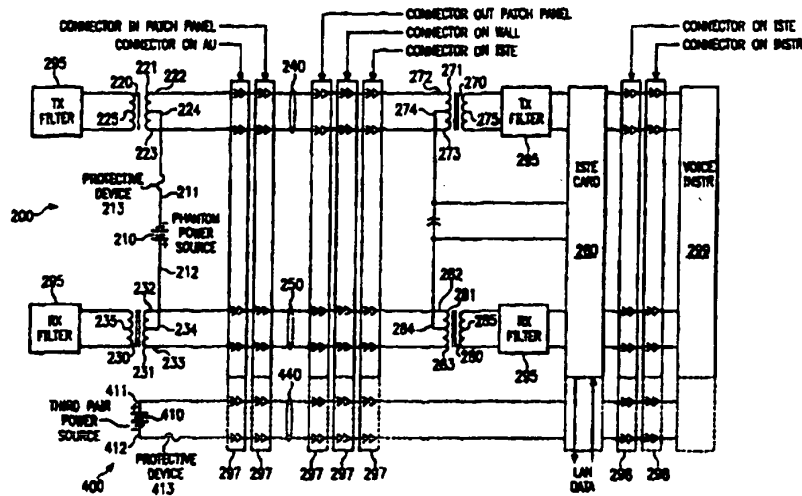 CONNECTOR IN PATCH PANEL
CONNECTOR ON AU
CONNECTOR OUT PATCH PANEL
CONNECTOR ON WALL
CONNECTOR ON ISTE
CONNECTOR ON ISTE
CONNECTOR ON INSTR
295
TX
FILTER
220
221
222
224
225
223
240
272
271
270
274
275
273
TX
FILTER
295
PROTECTIVE
DEVICE
213
211
200
210
PHANTOM
POWER
SOURCE
212
ISTE
CARD
VOICE
INSTR
299
295
RX
FILTER
232
235
234
230
233
231
250
282
281
284
285
283
RX
FILTER
295
411
THIRD PAIR
POWER
SOURCE
410
412
440
400
PROTECTIVE
DEVICE
413
297
297
297
297
297
LAN
DATA
298
298